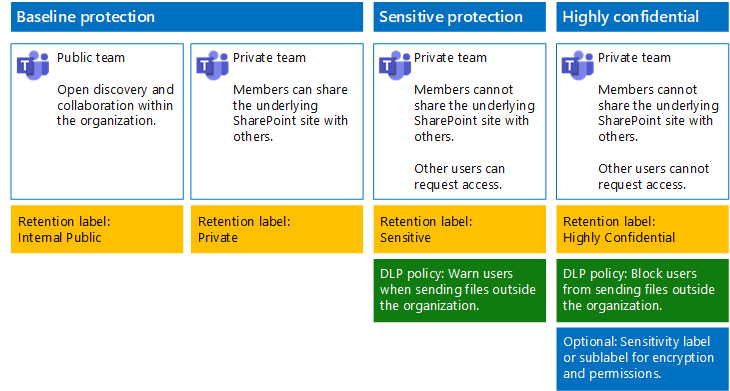 Baseline protection
Sensitive protection
Highly confidential
T
Public team
Open discovery and
collaboration within
the organization.
T
Private team
Members can share
the underlying
SharePoint site with
others.
T
Private team
Members cannot
share the underlying
SharePoint site with
others.
Other users can
request access.
T
Private team
Members cannot
share the underlying
SharePoint site with
others.
Other users cannot
request access.
Retention label:
Internal Public
Retention label:
Private
Retention label:
Sensitive
Retention label:
Highly Confidential
DLP policy: Warn users
when sending files outside
the organization.
DLP policy: Block users
from sending files outside
the organization.
Optional: Sensitivity label
or sublabel for encryption
and permissions.